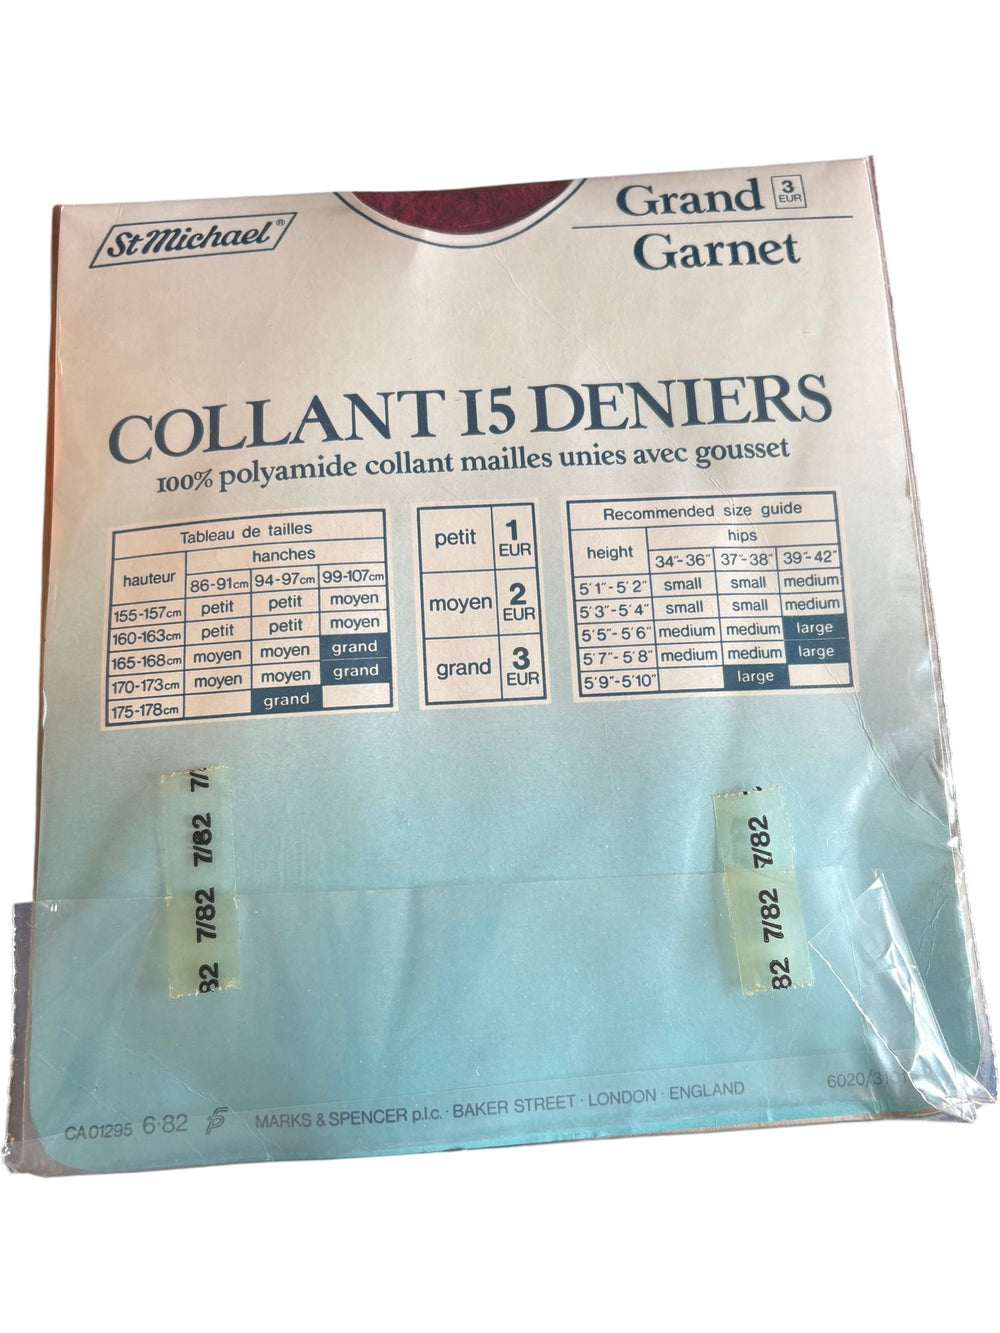 St Michael®
Grand 3 EUR
Garnet
COLLANT 15 DENIERS
100% polyamide collant mailles unies avec gousset
Tableau de tailles
hauteur hanches
86-91cm 94-97cm 99-107cm
155-157cm petit petit moyen
160-163cm petit petit moyen
165-168cm moyen moyen grand
170-173cm moyen moyen grand
175-178cm grand
petit 1 EUR
moyen 2 EUR
grand 3 EUR
Recommended size guide
height hips
34"-36" 37"-38" 39"-42"
5'1"-5'2" small small medium
5'3"-5'4" small small medium
5'5"-5'6" medium medium large
5'7"-5'8" medium medium large
5'9"-5'10" large
82 7/82 7/82 7/
82 7/82 7/82
CA 01295 6·82 MARKS & SPENCER p.l.c. · BAKER STREET · LONDON · ENGLAND